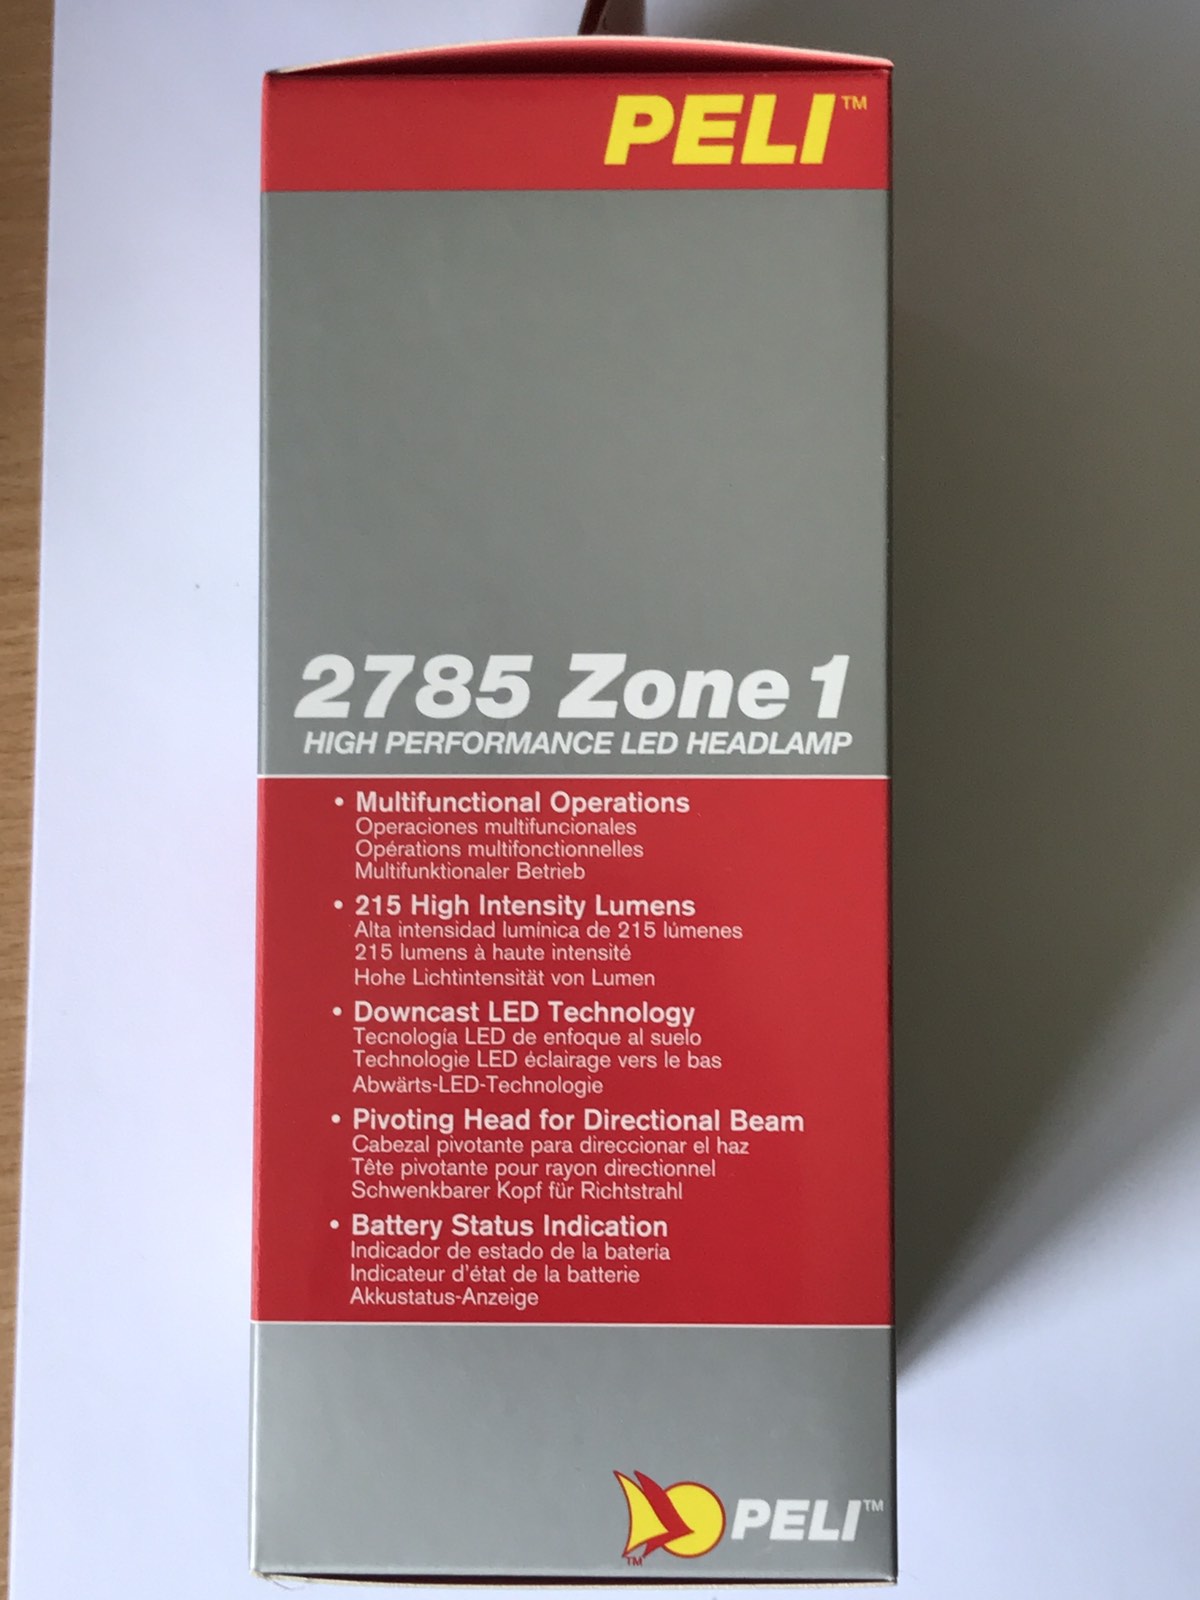 PELI™
2785 Zone 1
HIGH PERFORMANCE LED HEADLAMP
• Multifunctional Operations
Operaciones multifuncionales
Opérations multifonctionnelles
Multifunktionaler Betrieb
• 215 High Intensity Lumens
Alta intensidad lumínica de 215 lúmenes
215 lumens à haute intensité
Hohe Lichtintensität von Lumen
• Downcast LED Technology
Tecnología LED de enfoque al suelo
Technologie LED éclairage vers le bas
Abwärts-LED-Technologie
• Pivoting Head for Directional Beam
Cabezal pivotante para direccionar el haz
Tête pivotante pour rayon directionnel
Schwenkbarer Kopf für Richtstrahl
• Battery Status Indication
Indicador de estado de la batería
Indicateur d'état de la batterie
Akkustatus-Anzeige
PELI™
TM